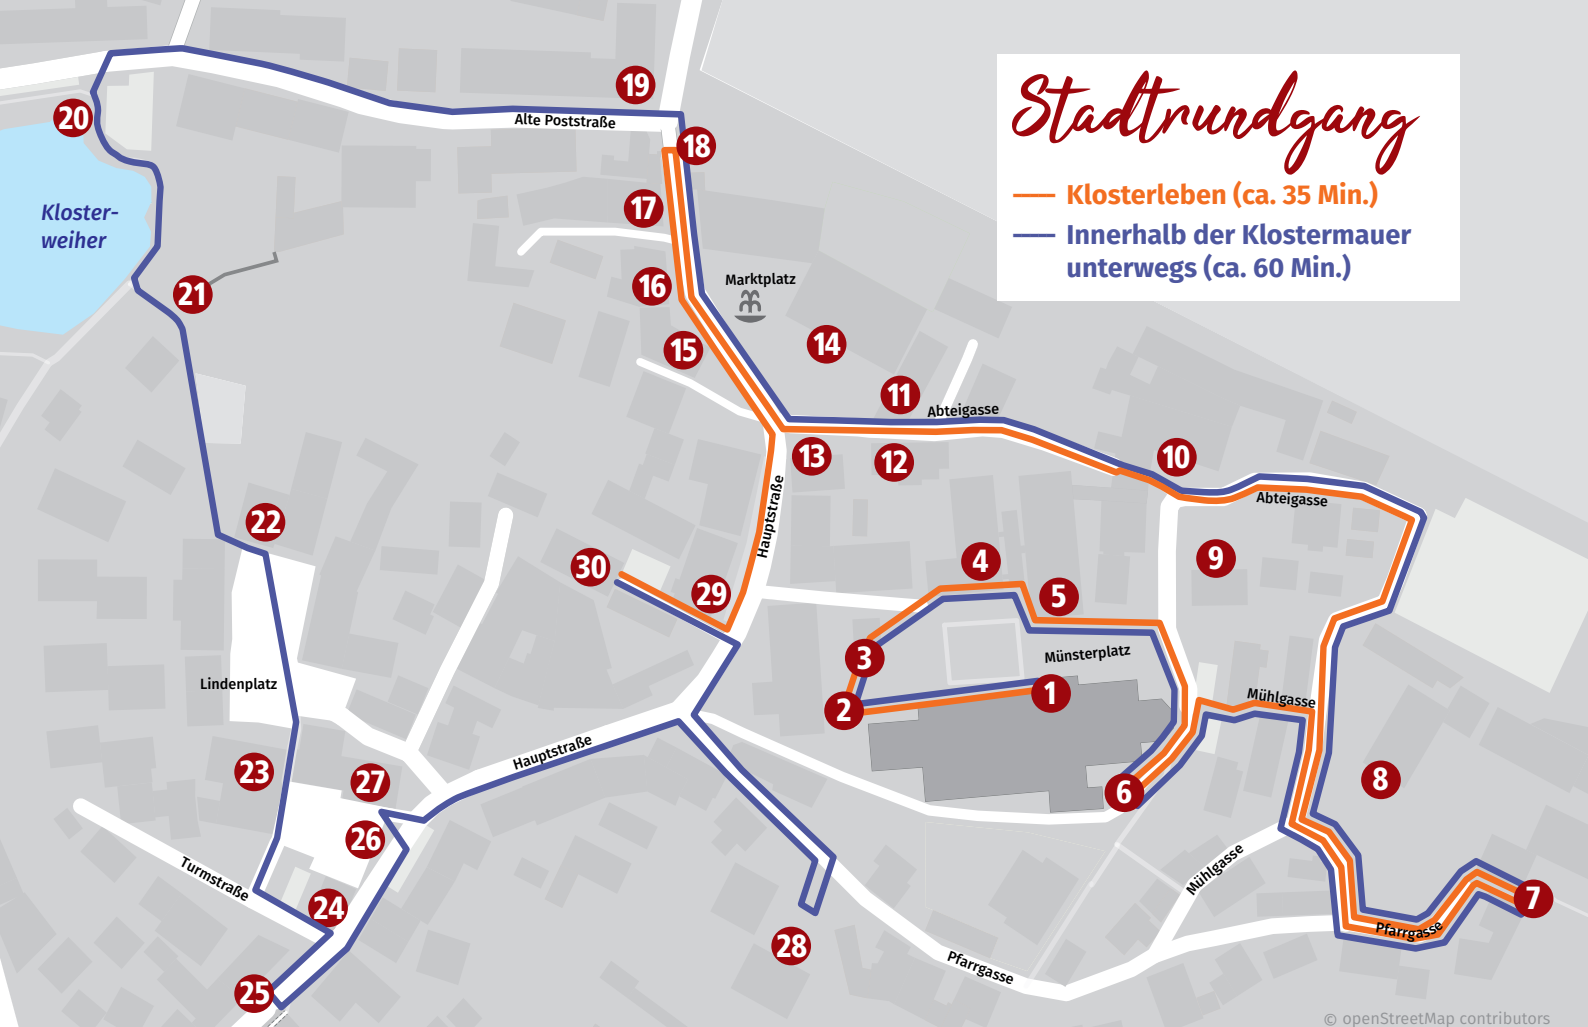 Stadtrundgang
Klosterleben (ca. 35 Min.)
Innerhalb der Klostermauer
unterwegs (ca. 60 Min.)
19
20
Alte Poststraße
18
17
Kloster-
weiher
21
16
Marktplatz
15
14
11
Abteigasse
13
12
10
Abteigasse
Hauptstraße
22
30
29
4
5
9
3
Münsterplatz
Lindenplatz
2
1
Mühlgasse
23
27
Hauptstraße
6
8
26
Turmstraße
Mühlgasse
24
7
28
Pfarrgasse
Pfarrgasse
25
© openStreetMap contributors